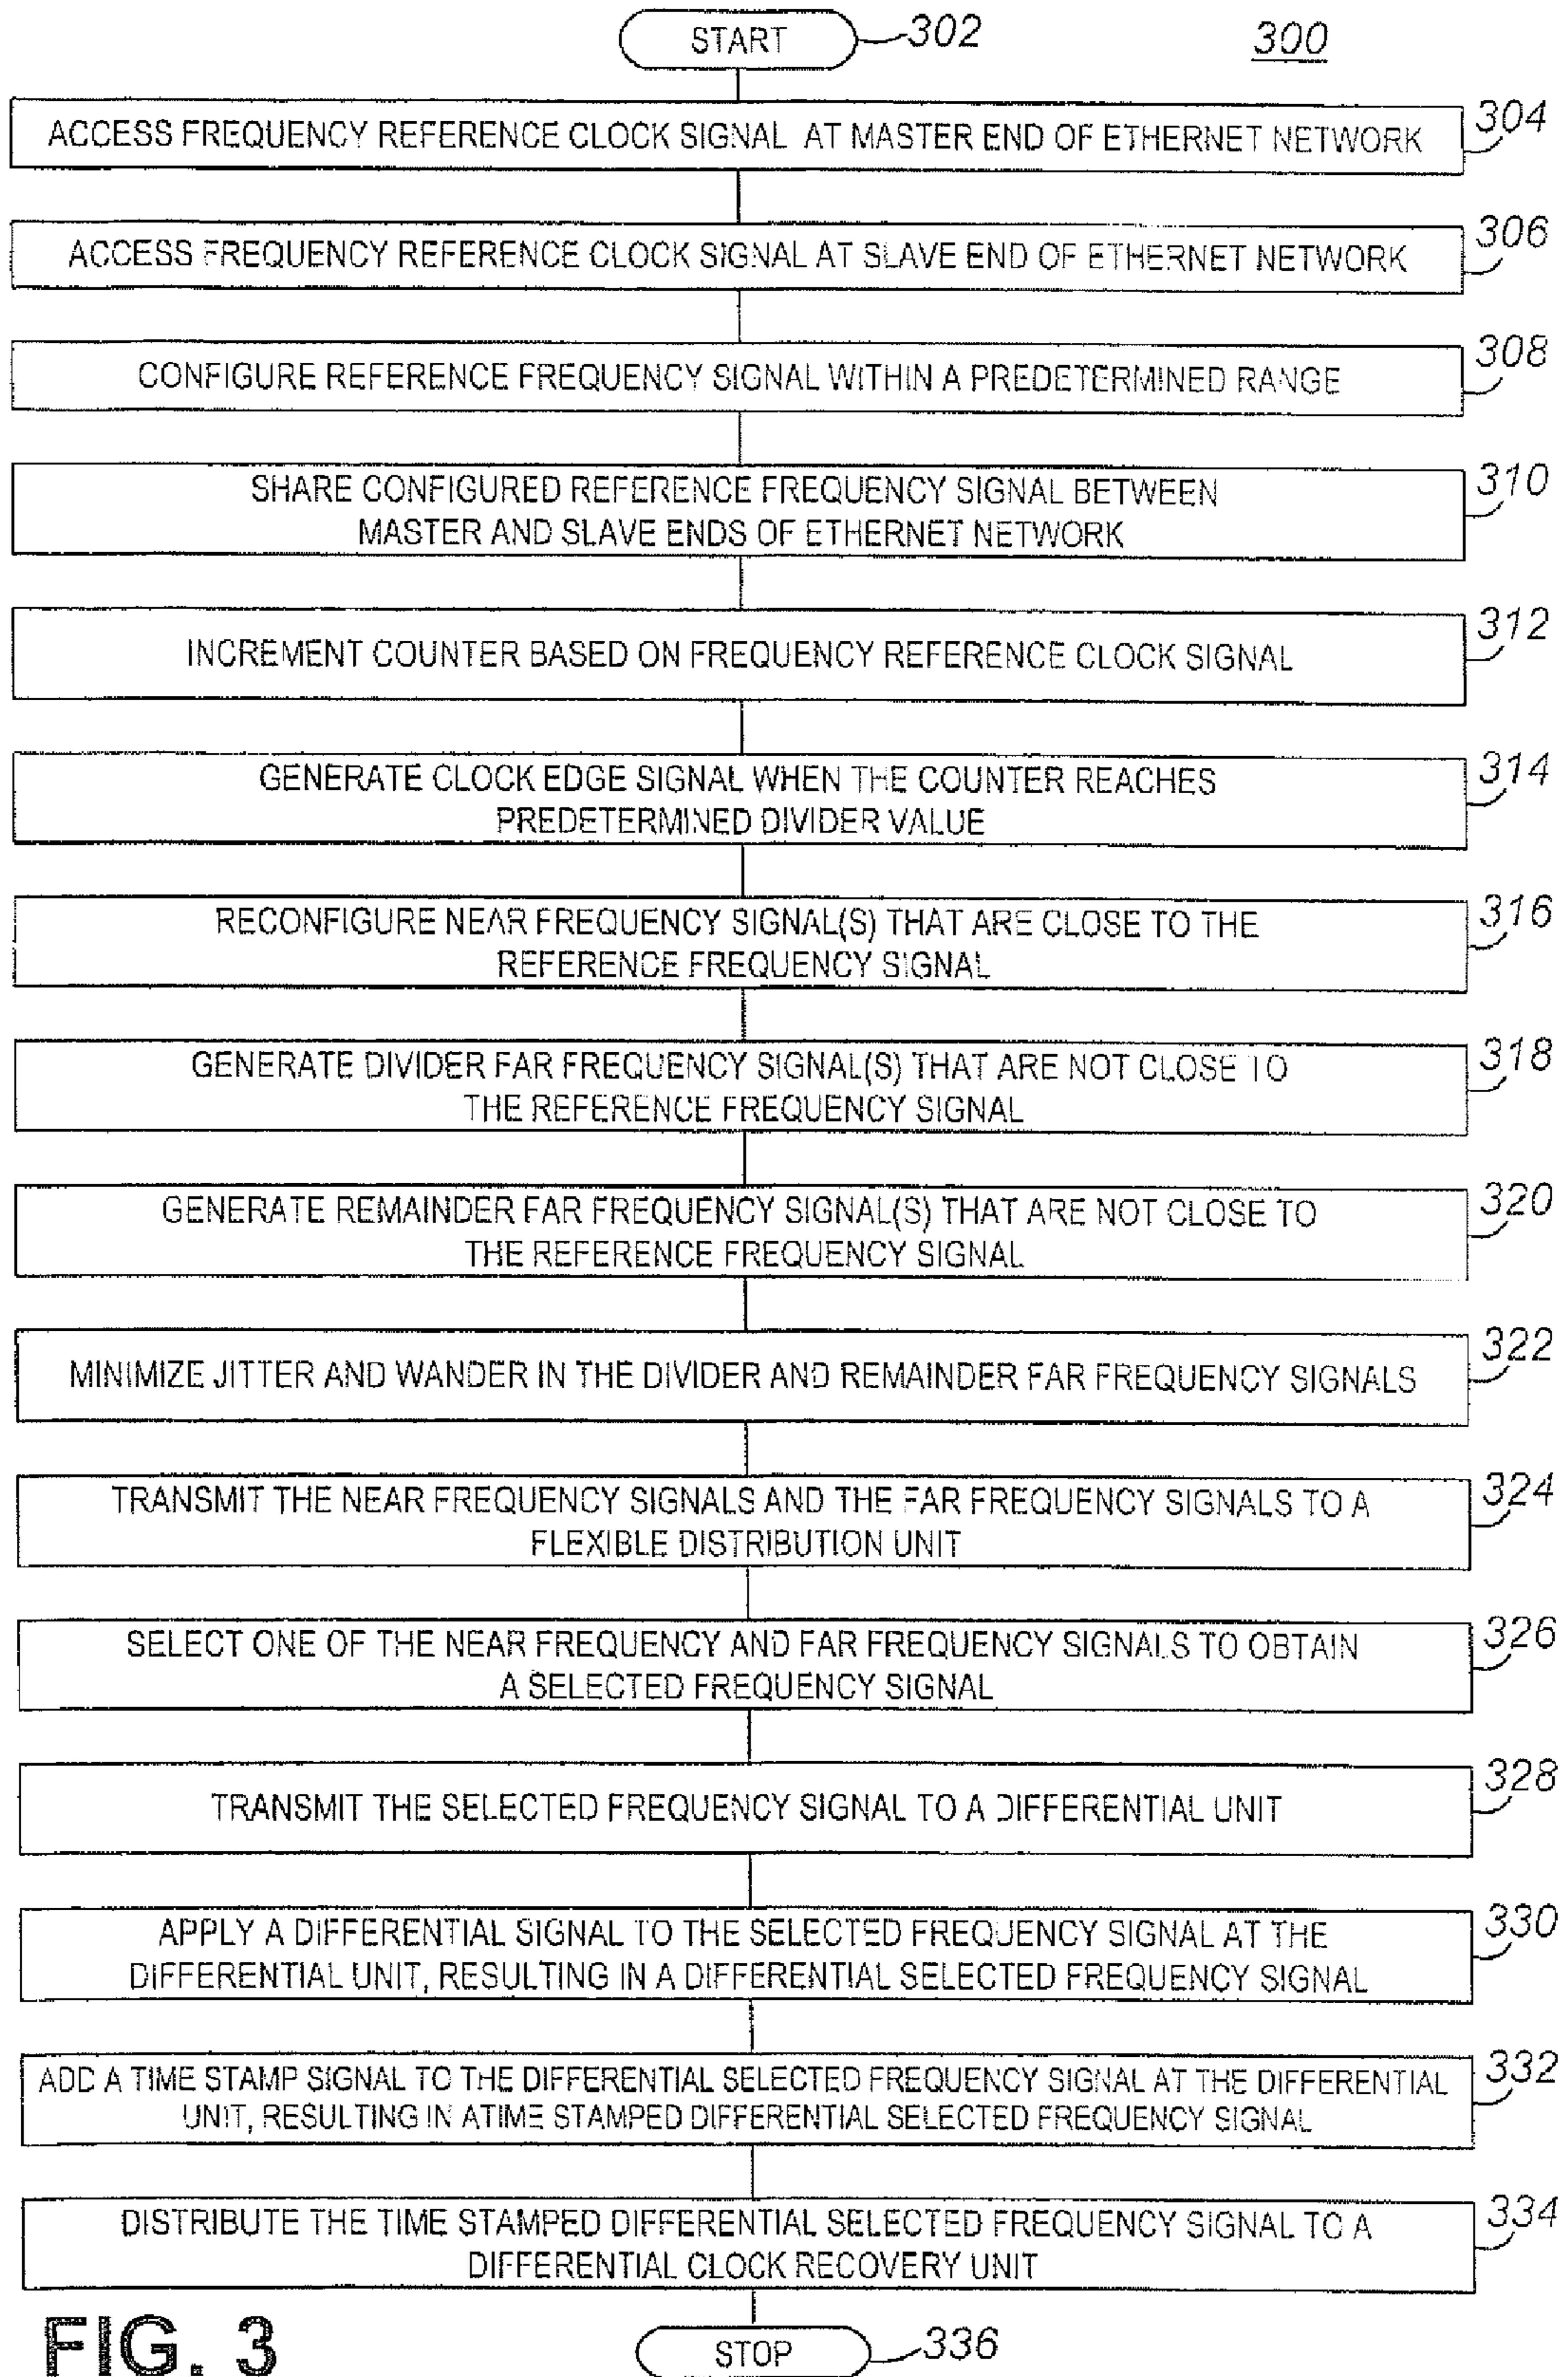 START 302 300
ACCESS FREQUENCY REFERENCE CLOCK SIGNAL AT MASTER END OF ETHERNET NETWORK 304
ACCESS FREQUENCY REFERENCE CLOCK SIGNAL AT SLAVE END OF ETHERNET NETWORK 306
CONFIGURE REFERENCE FREQUENCY SIGNAL WITHIN A PREDETERMINED RANGE 308
SHARE CONFIGURED REFERENCE FREQUENCY SIGNAL BETWEEN 310
MASTER AND SLAVE ENDS OF ETHERNET NETWORK
INCREMENT COUNTER BASED ON FREQUENCY REFERENCE CLOCK SIGNAL 312
GENERATE CLOCK EDGE SIGNAL WHEN THE COUNTER REACHES 314
PREDETERMINED DIVIDER VALUE
RECONFIGURE NEAR FREQUENCY SIGNAL(S) THAT ARE CLOSE TO THE 316
REFERENCE FREQUENCY SIGNAL
GENERATE DIVIDER FAR FREQUENCY SIGNAL(S) THAT ARE NOT CLOSE TO 318
THE REFERENCE FREQUENCY SIGNAL
GENERATE REMAINDER FAR FREQUENCY SIGNAL(S) THAT ARE NOT CLOSE TO 320
THE REFERENCE FREQUENCY SIGNAL
MINIMIZE JITTER AND WANDER IN THE DIVIDER AND REMAINDER FAR FREQUENCY SIGNALS 322
TRANSMIT THE NEAR FREQUENCY SIGNALS AND THE FAR FREQUENCY SIGNALS TO A 324
FLEXIBLE DISTRIBUTION UNIT
SELECT ONE OF THE NEAR FREQUENCY AND FAR FREQUENCY SIGNALS TO OBTAIN 326
A SELECTED FREQUENCY SIGNAL
TRANSMIT THE SELECTED FREQUENCY SIGNAL TO A DIFFERENTIAL UNIT 328
APPLY A DIFFERENTIAL SIGNAL TO THE SELECTED FREQUENCY SIGNAL AT THE 330
DIFFERENTIAL UNIT, RESULTING IN A DIFFERENTIAL SELECTED FREQUENCY SIGNAL
ADD A TIME STAMP SIGNAL TO THE DIFFERENTIAL SELECTED FREQUENCY SIGNAL AT THE DIFFERENTIAL 332
UNIT, RESULTING IN ATIME STAMPED DIFFERENTIAL SELECTED FREQUENCY SIGNAL
DISTRIBUTE THE TIME STAMPED DIFFERENTIAL SELECTED FREQUENCY SIGNAL TO A 334
DIFFERENTIAL CLOCK RECOVERY UNIT
FIG. 3
STOP 336